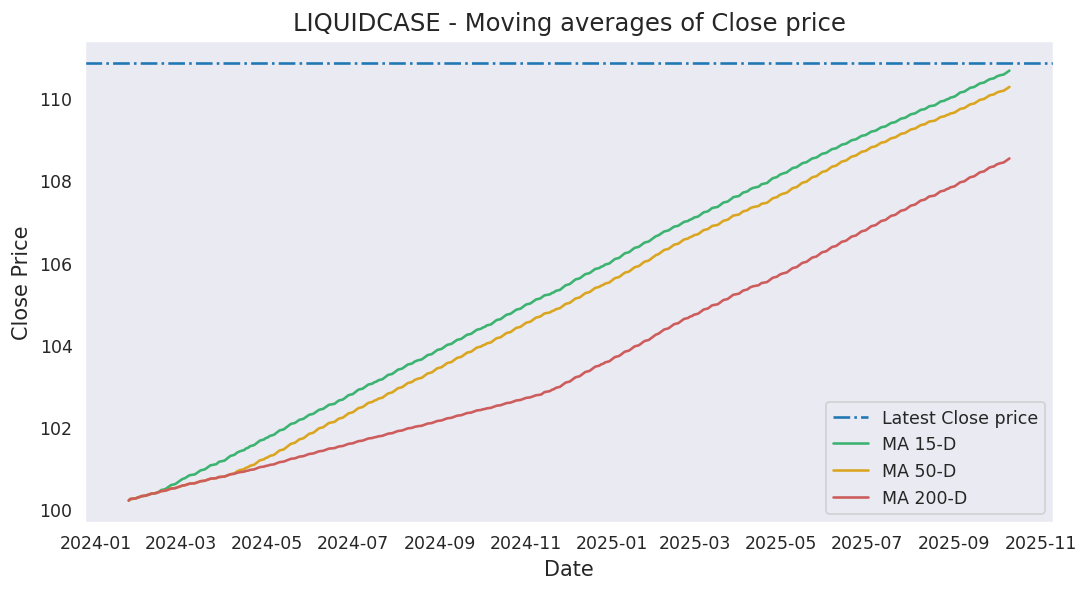 LIQUIDCASE - Moving averages of Close price
Close Price
110
108
106
104
102
100
Latest Close price
MA 15-D
MA 50-D
MA 200-D
2024-01 2024-03 2024-05 2024-07 2024-09 2024-11 2025-01 2025-03 2025-05 2025-07 2025-09 2025-11
Date